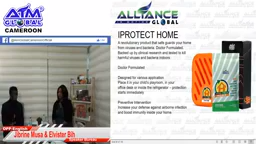 ATM
GLOBAL
CAMEROON
ALLIANCE
GLOBAL
IPROTECT HOME
A revolutionary product that safe guards your home
from viruses and bacteria. Doctor Formulated.
Backed up by clinical research and tested to kill
harmful viruses and bacteria indoors
Doctor Formulated
Designed for various application
Place it in your child's playroom, in your
office desk or inside the refrigerator - protection
starts immediately.
Preventive Intervention
Increase your defense against airborne infection
and boost immunity inside your home
OPP-English
Jibrine Musa & Elvister Bih